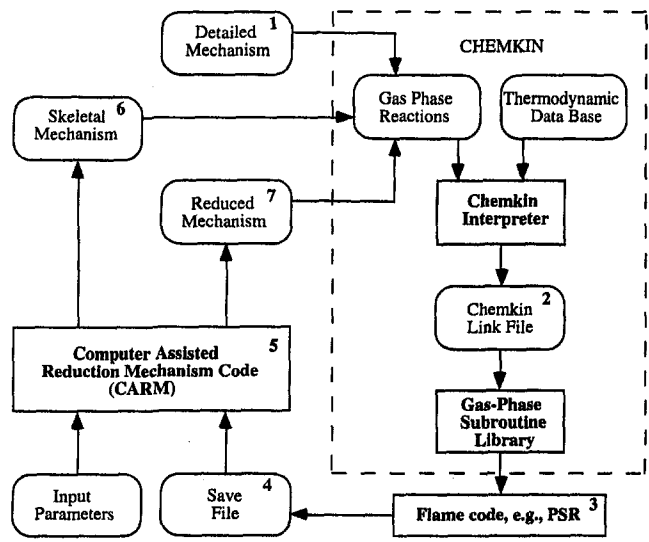 1
Detailed
Mechanism
CHEMKIN
6
Skeletal
Mechanism
Gas Phase
Reactions
Thermodynamic
Data Base
7
Reduced
Mechanism
Chemkin
Interpreter
2
Chemkin
Link File
5
Computer Assisted
Reduction Mechanism Code
(CARM)
Gas-Phase
Subroutine
Library
Input
Parameters
4
Save
File
3
Flame code, e.g., PSR